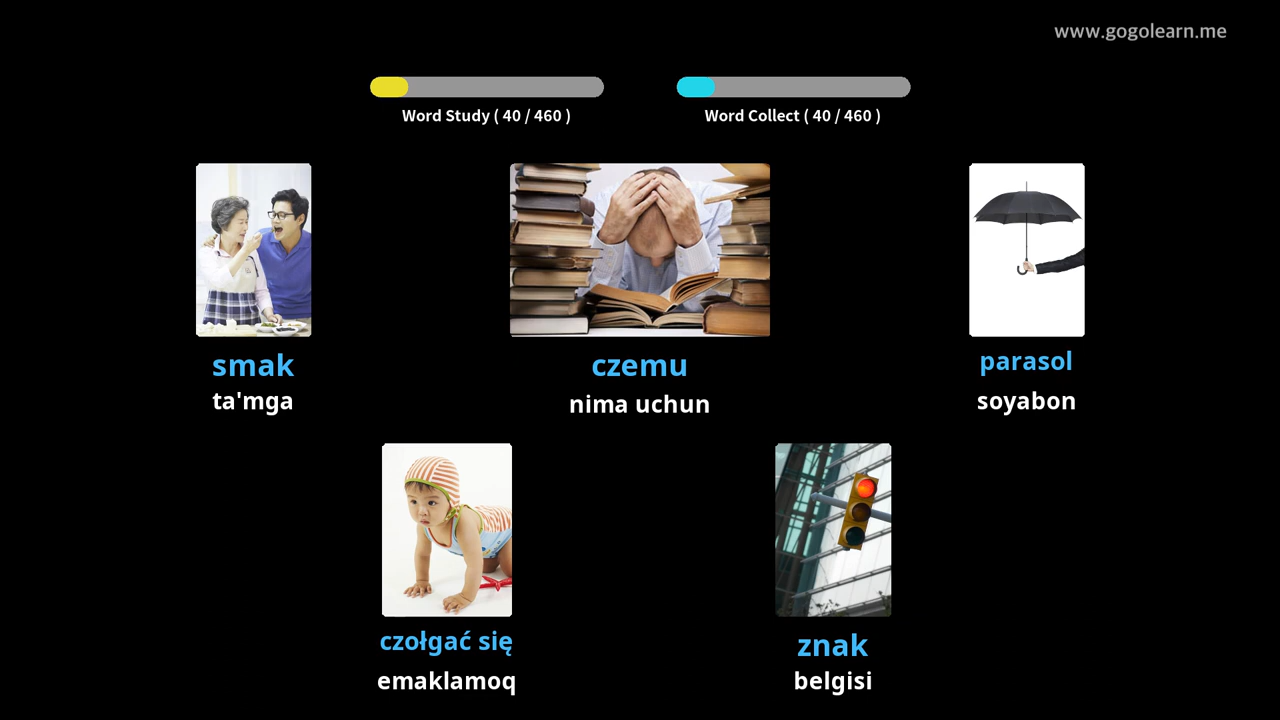 www.gogolearn.me
Word Study ( 40 / 460 )
Word Collect ( 40 / 460 )
smak
ta'mga
czemu
nima uchun
parasol
soyabon
czołgać się
emaklamoq
znak
belgisi